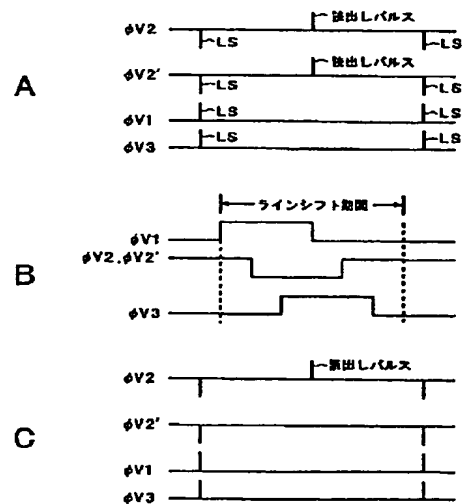 φV2 読出しパルス
LS LS
φV2' 読出しパルス
A LS LS
φV1 LS LS
φV3 LS LS
ラインシフト期間
φV1
B φV2,φV2'
φV3
φV2 読出しパルス
φV2'
C
φV1
φV3